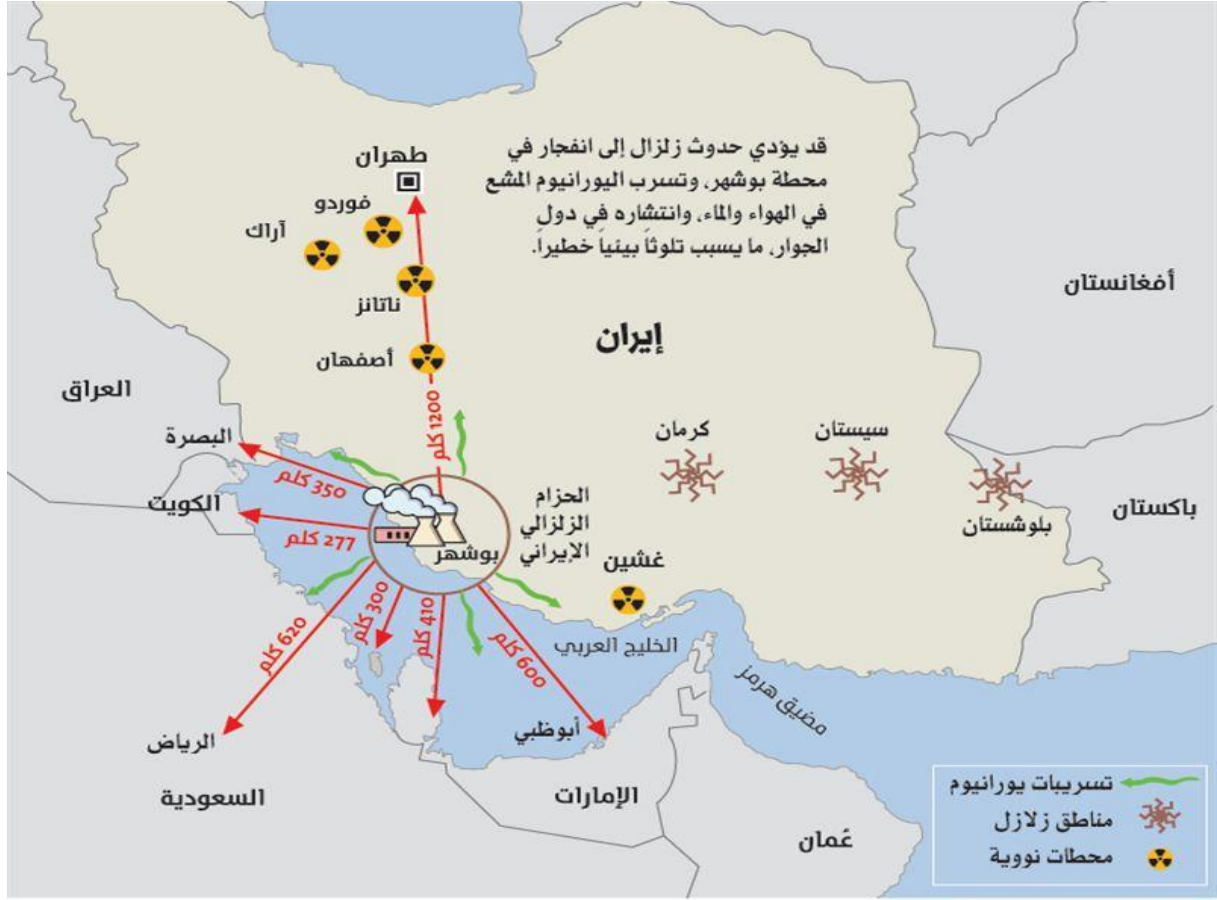 قد يؤدي حدوث زلزال إلى انفجار في
محطة بوشهر، وتسرب اليورانيوم المشع
في الهواء والماء، وانتشاره في دول
الجوار، ما يسبب تلوثاً بيئياً خطيراً.
طهران
فوردو
آراك
ناتانز
أصفهان
إيران
أفغانستان
العراق
البصرة
الكويت
1200 كلم
350 كلم
277 كلم
كرمان
سيستان
بلوشستان
باكستان
الحزام
الزلزالي
الإيراني
بوشهر
غشين
620 كلم
300 كلم
410 كلم
600 كلم
الخليج العربي
مضيق هرمز
الرياض
أبوظبي
السعودية
الإمارات
عُمان
تسريبات يورانيوم
مناطق زلازل
محطات نووية